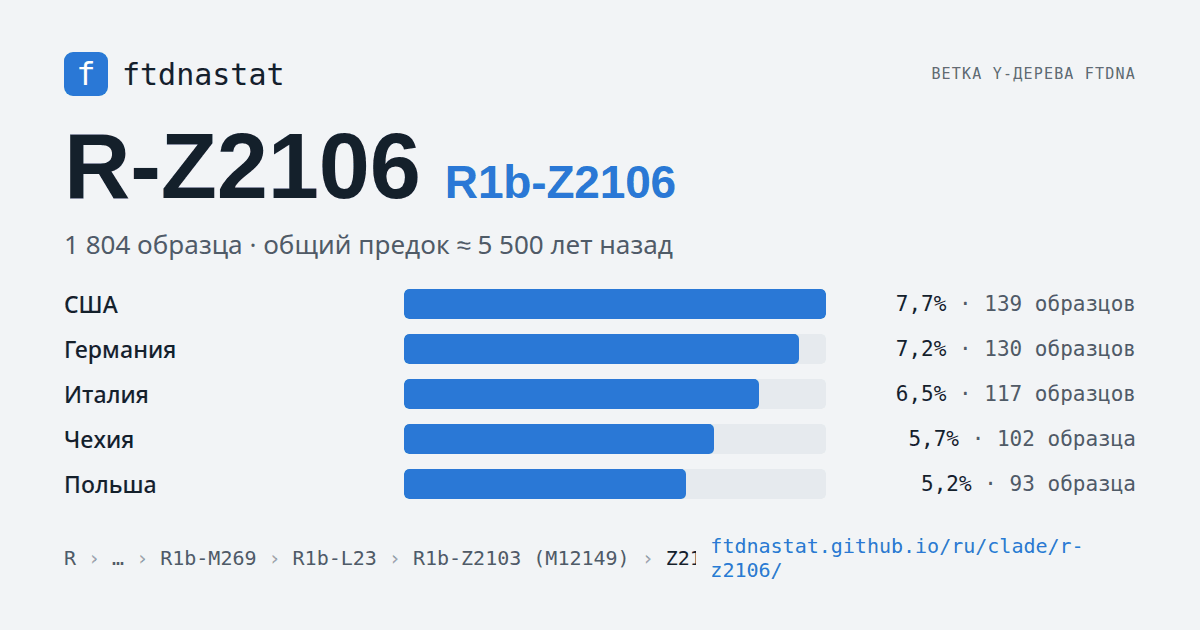 f ftdnastat
ВЕТКА Y-ДЕРЕВА FTDNA
R-Z2106 R1b-Z2106
1 804 образца · общий предок ≈ 5 500 лет назад
США 7,7% · 139 образцов
Германия 7,2% · 130 образцов
Италия 6,5% · 117 образцов
Чехия 5,7% · 102 образца
Польша 5,2% · 93 образца
R › … › R1b-M269 › R1b-L23 › R1b-Z2103 (M12149) › Z21
ftdnastat.github.io/ru/clade/r-
z2106/